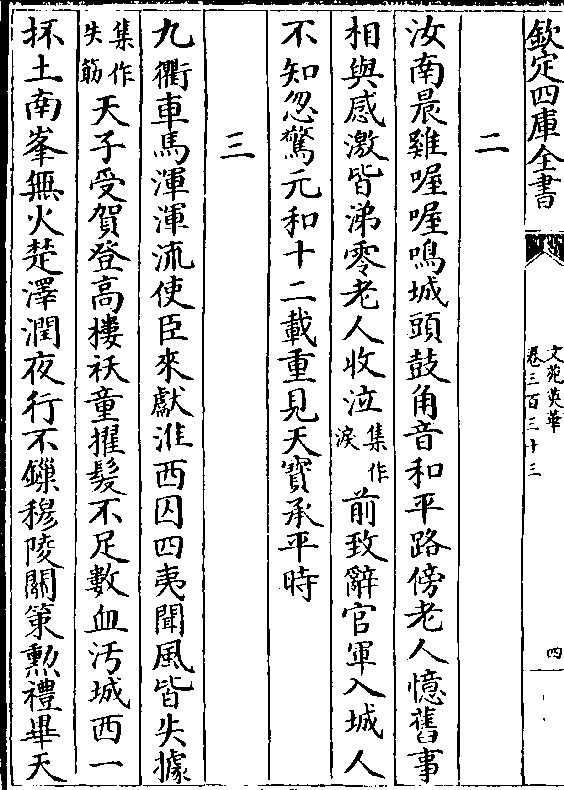 欽定四庫全書
文苑英華
卷三百三十三
四
二
汝南晨雞喔喔鳴城頭鼓角音和平路傍老人憶舊事
相與感激皆涕零老人收泣集作淚前致辭官軍入城人
不知忽驚元和十二載重見天寶承平時
三
九衢車馬渾渾流使臣來獻淮西囚四夷聞風皆失據
集作失筯天子受賀登高樓袄童擢髮不足數血汚城西一
抔土南峯無火楚澤潤夜行不鏁穆陵關策勲禮畢天